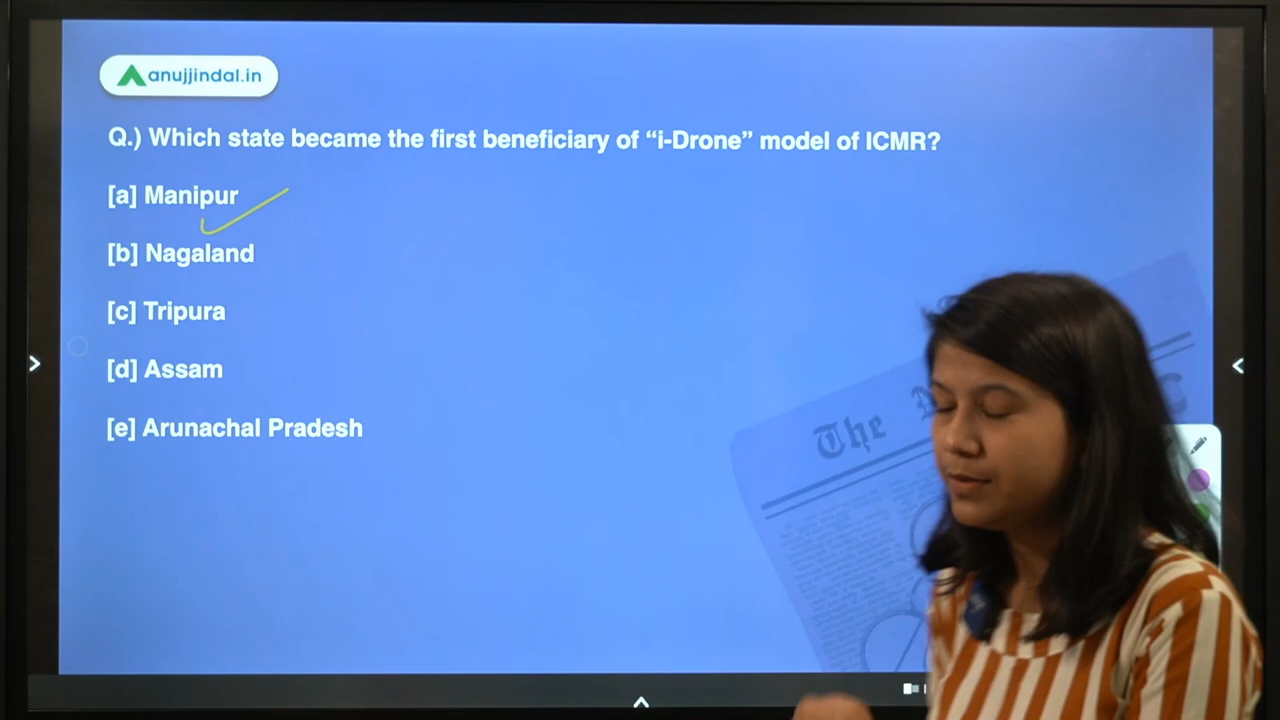 anujjindal.in
Q.) Which state became the first beneficiary of “i-Drone” model of ICMR?
[a] Manipur
[b] Nagaland
[c] Tripura
[d] Assam
[e] Arunachal Pradesh
The